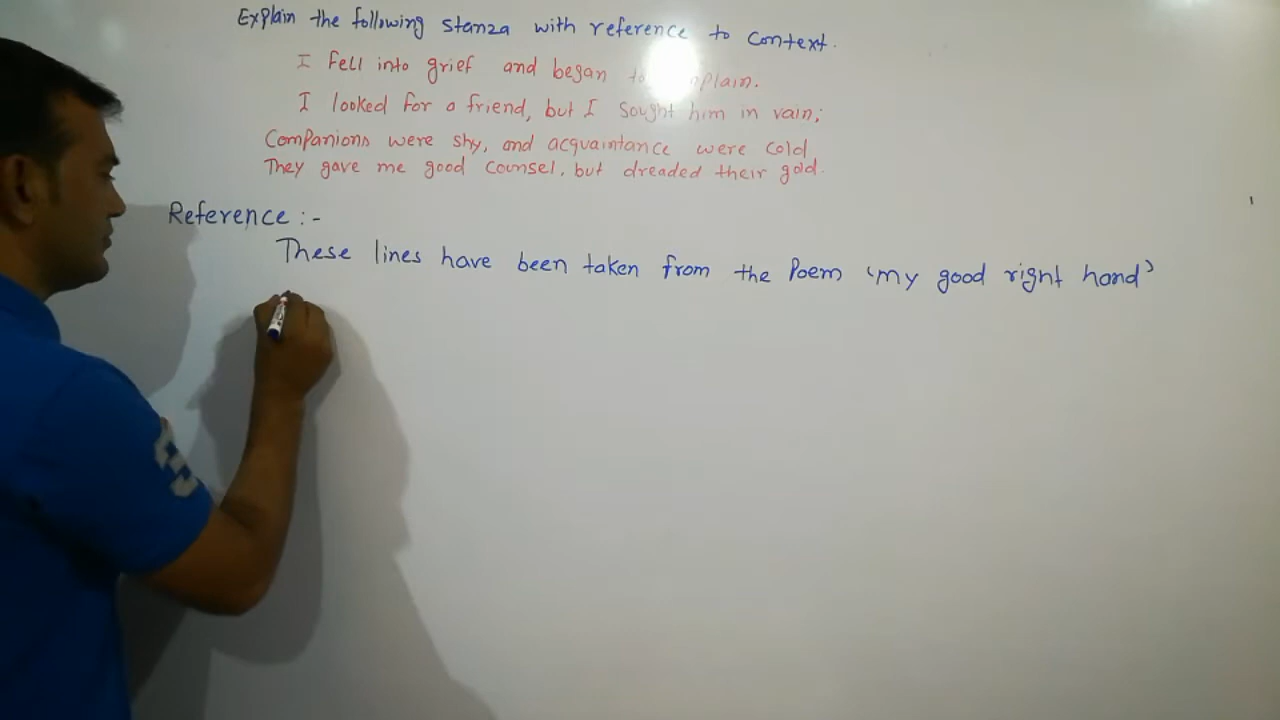 Explain the following stanza with reference to context.
I fell into grief and began to plain.
I looked for a friend, but I sought him in vain;
Companions were shy, and acquaintance were cold
They gave me good counsel, but dreaded their gold.
Reference :-
These lines have been taken from the Poem 'my good right hand'